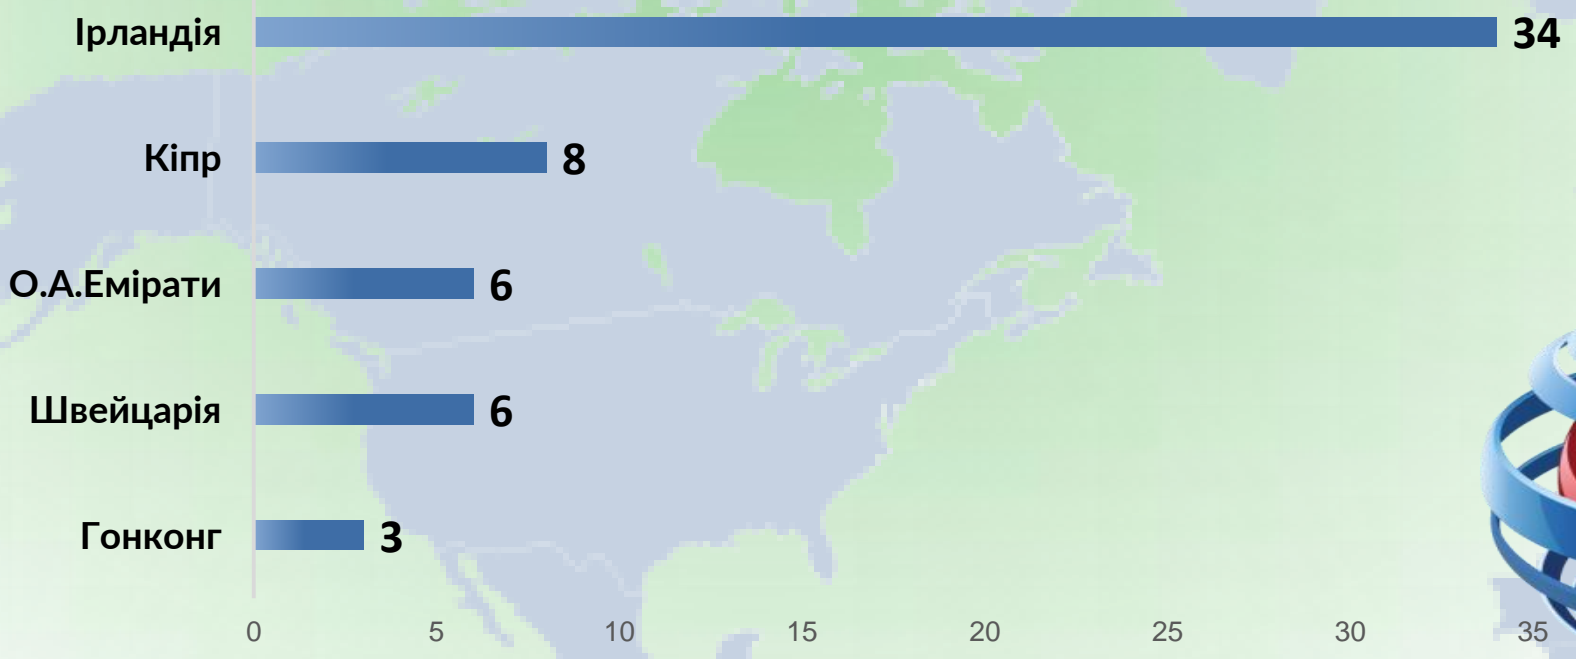 Ірландія 34
Кіпр 8
О.А.Емірати 6
Швейцарія 6
Гонконг 3
0 5 10 15 20 25 30 35